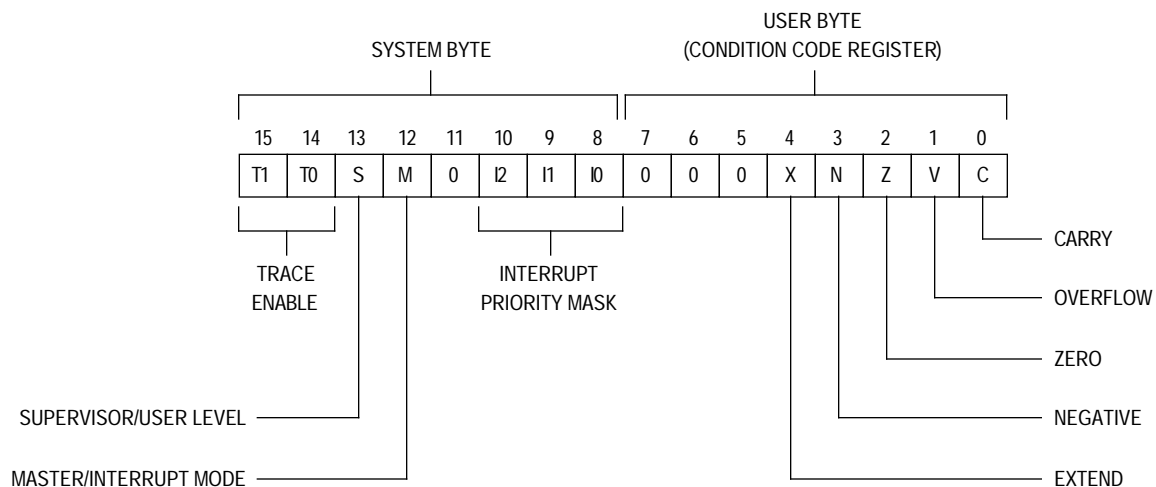 USER BYTE
SYSTEM BYTE (CONDITION CODE REGISTER)
15 14 13 12 11 10 9 8 7 6 5 4 3 2 1 0
T1 T0 S M 0 I2 I1 I0 0 0 0 X N Z V C
CARRY
TRACE
ENABLE
INTERRUPT
PRIORITY MASK
OVERFLOW
ZERO
SUPERVISOR/USER LEVEL
NEGATIVE
MASTER/INTERRUPT MODE
EXTEND